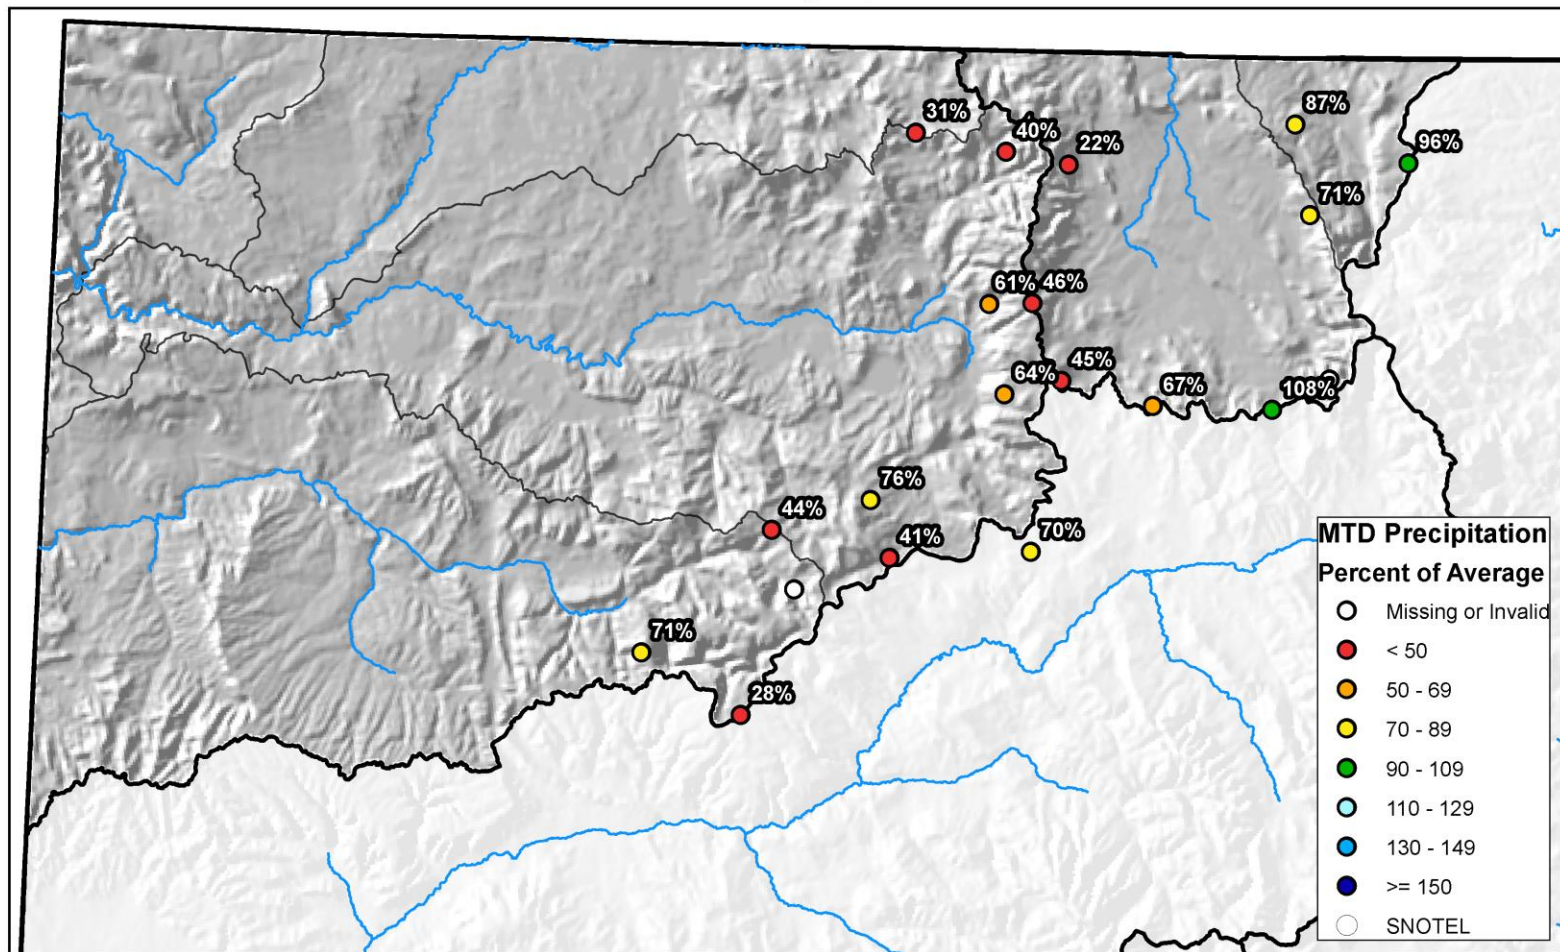 31%
40%
22%
87%
96%
71%
61%
46%
64%
45%
67%
108%
76%
44%
41%
70%
71%
28%
MTD Precipitation
Percent of Average
Missing or Invalid
< 50
50 - 69
70 - 89
90 - 109
110 - 129
130 - 149
>= 150
SNOTEL